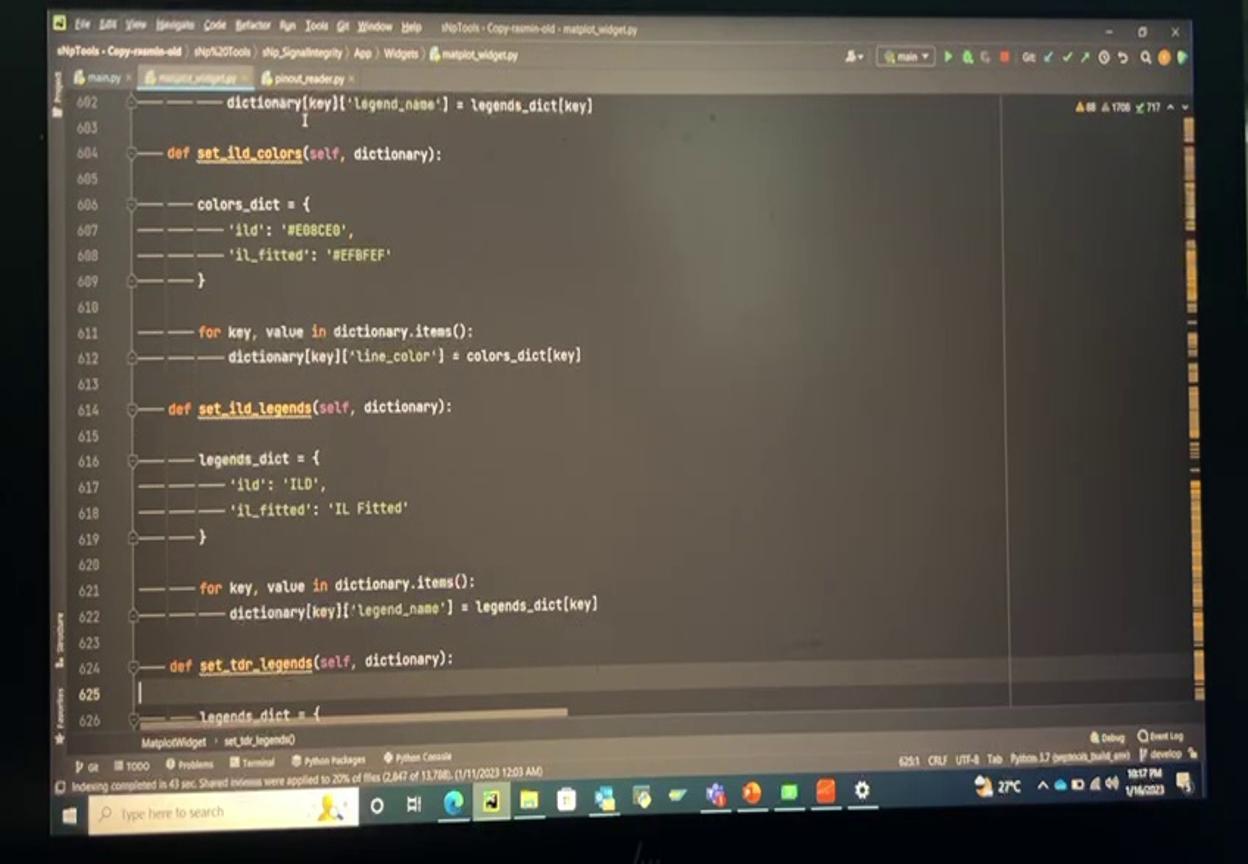 File Edit View Navigate Code Refactor Run Tools Git Window Help sNpTools - Copy-rasmin-old - matplot_widget.py
sNpTools - Copy-rasmin-old sNp%20Tools sNp_SignalIntegrity App Widgets matplot_widget.py main Git:
main.py matplot_widget.py pinout_reader.py
Project
602 dictionary[key]['legend_name'] = legends_dict[key] 88 1708 717
603
604 def set_ild_colors(self, dictionary):
605
606 colors_dict = {
607 'ild': '#E08CE0',
608 'il_fitted': '#EFBFEF'
609 }
610
611 for key, value in dictionary.items():
612 dictionary[key]['line_color'] = colors_dict[key]
613
614 def set_ild_legends(self, dictionary):
615
616 legends_dict = {
617 'ild': 'ILD',
618 'il_fitted': 'IL Fitted'
619 }
620
621 for key, value in dictionary.items():
622 dictionary[key]['legend_name'] = legends_dict[key]
623
624 def set_tdr_legends(self, dictionary):
625
626 legends_dict = {
Structure
Favorites
MatplotWidget set_tdr_legends()
Git TODO Problems Terminal Python Packages Python Console Debug Event Log
Indexing completed in 43 sec. Shared indexes were applied to 20% of files (2,847 of 13,788). (1/11/2023 12:03 AM) 625:1 CRLF UTF-8 Tab Python 3.7 develop
Type here to search 27°C 10:17 PM
1/16/2023